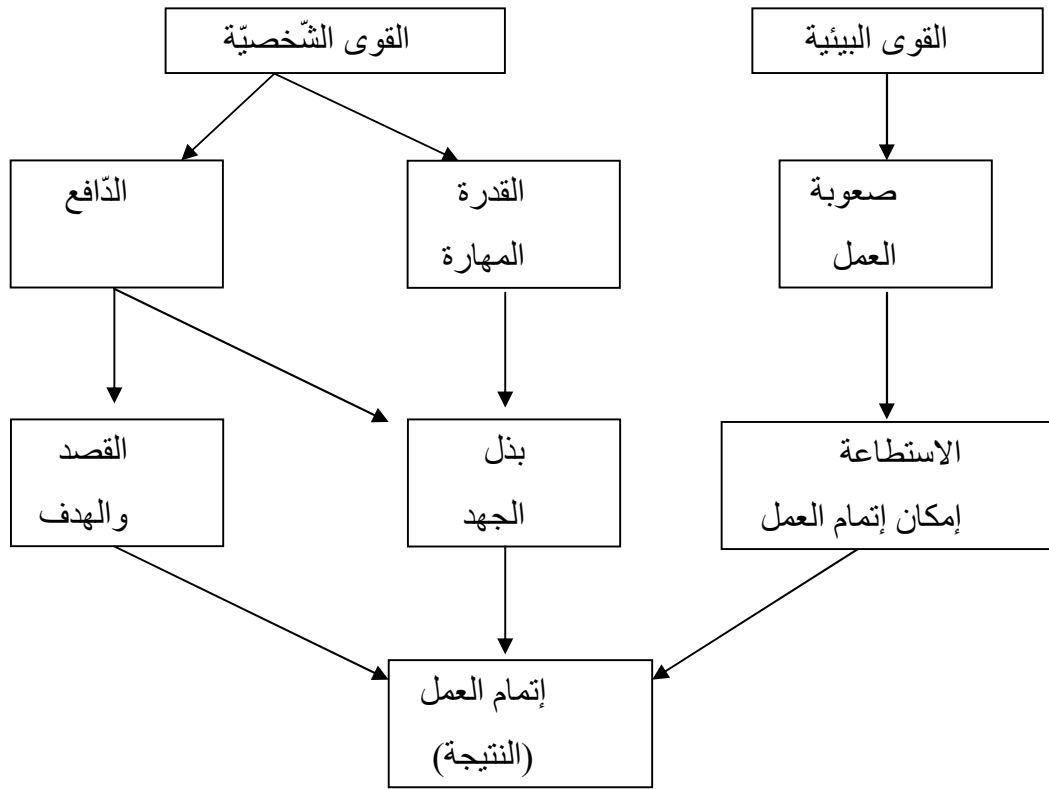 القوى البيئية
القوى الشّخصيّة
صعوبة
العمل
القدرة
المهارة
الدّافع
الاستطاعة
إمكان إتمام العمل
بذل
الجهد
القصد
والهدف
إتمام العمل
(النتيجة)